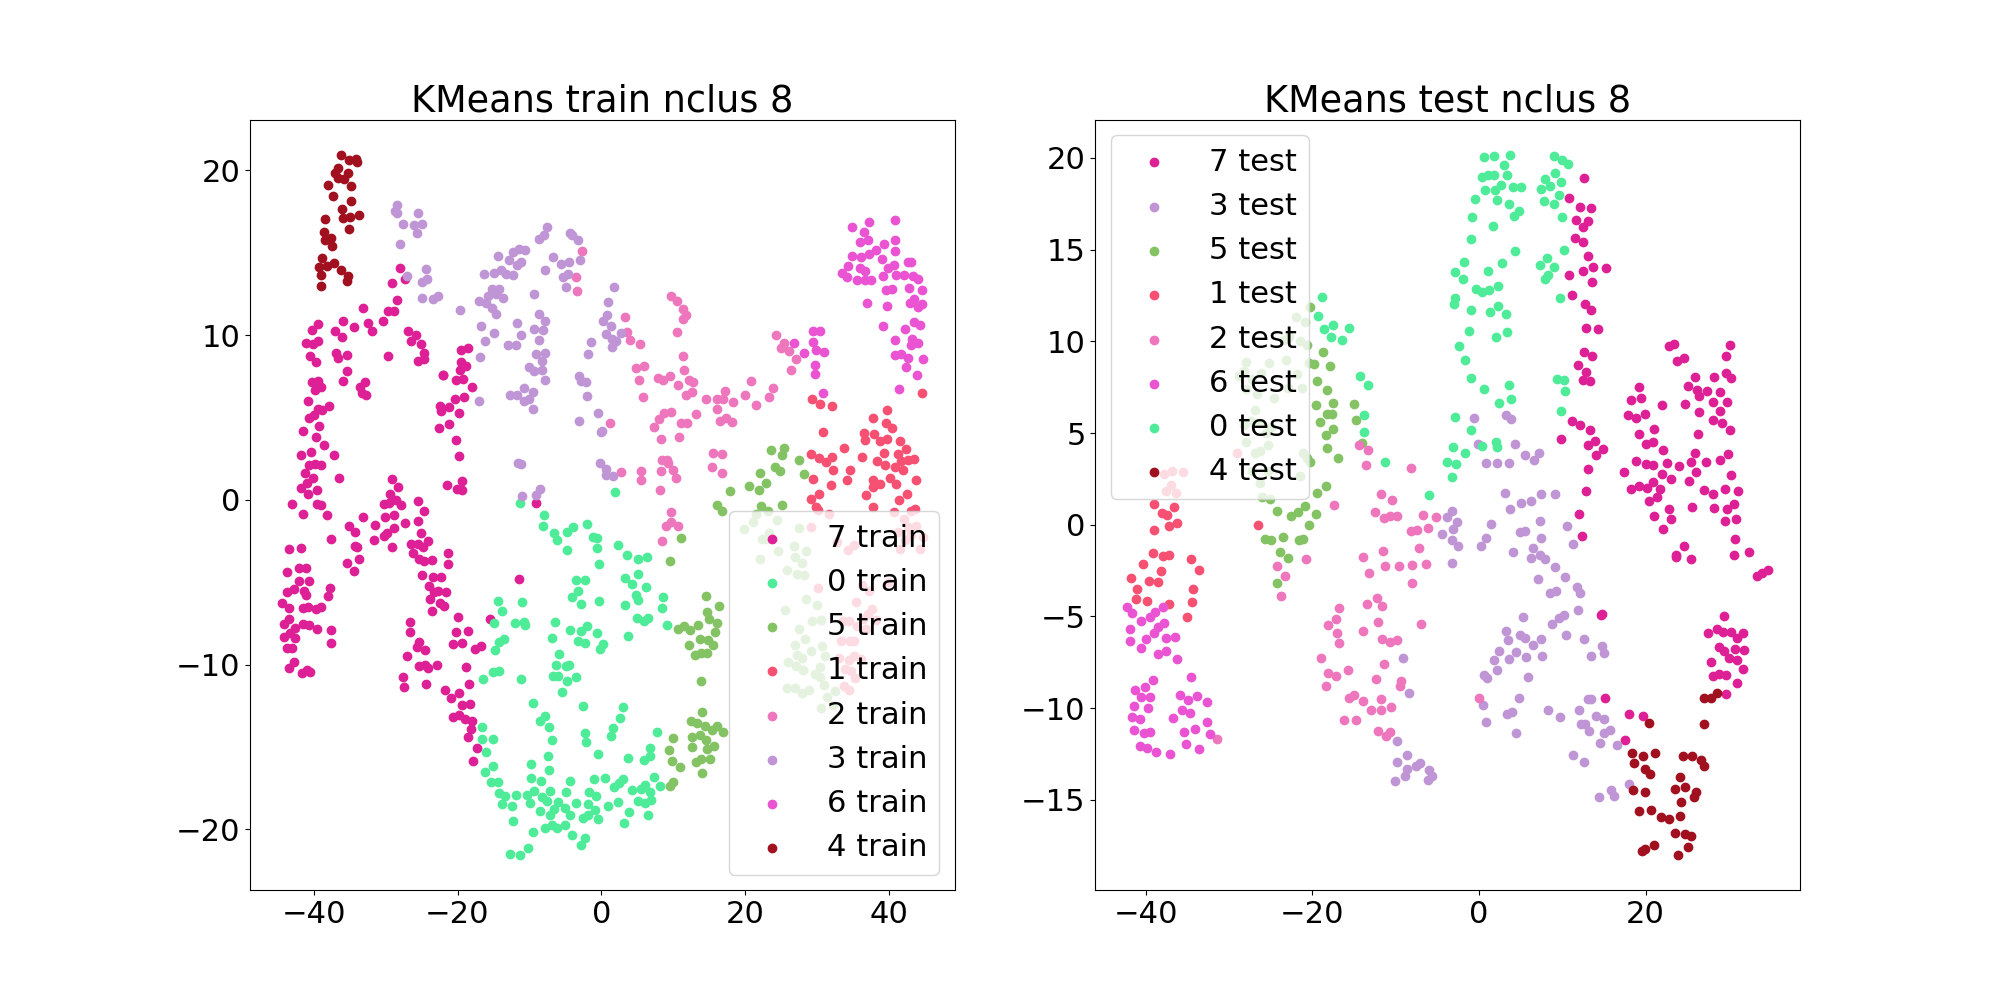 KMeans train nclus 8
20
10
0
−10
−20
−40
−20
0
20
40
7 train
0 train
5 train
1 train
2 train
3 train
6 train
4 train
KMeans test nclus 8
20
15
10
5
0
−5
−10
−15
−40
−20
0
20
7 test
3 test
5 test
1 test
2 test
6 test
0 test
4 test